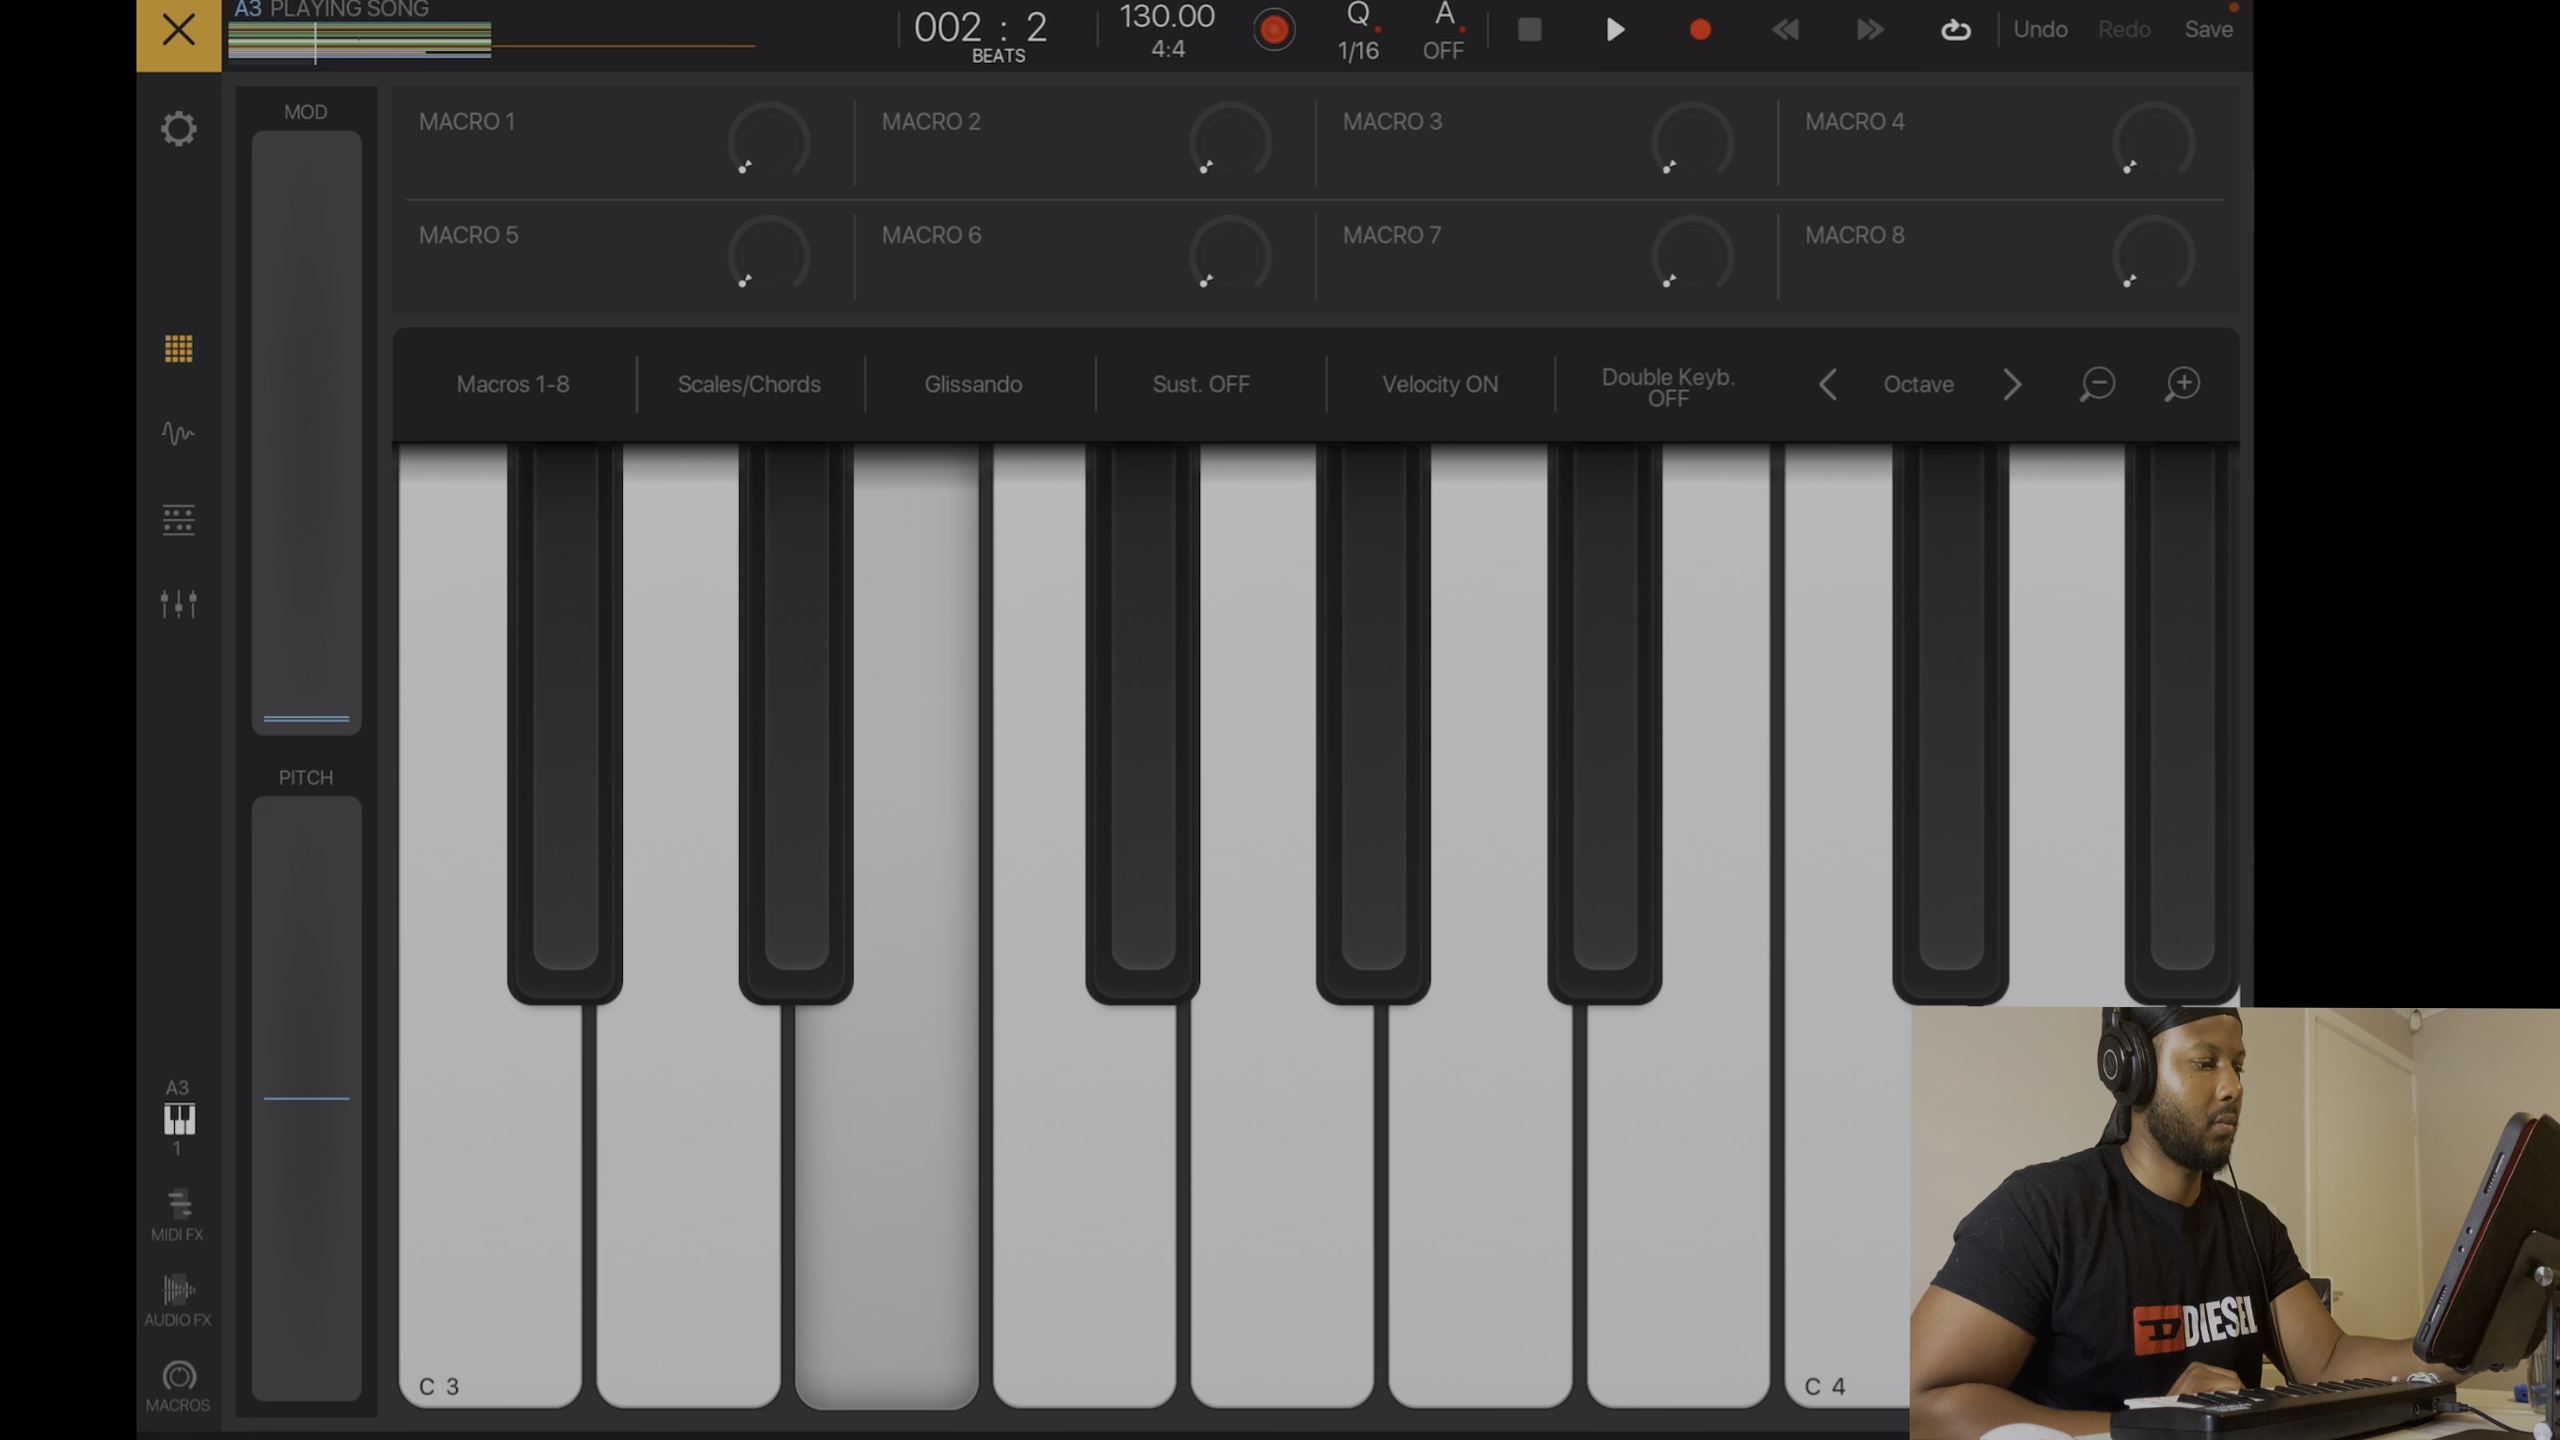 A3 PLAYING SONG
002 : 2
BEATS
130.00
4:4
Q
1/16
A
OFF
Undo
Redo
Save
MOD
MACRO 1
MACRO 2
MACRO 3
MACRO 4
MACRO 5
MACRO 6
MACRO 7
MACRO 8
Macros 1-8
Scales/Chords
Glissando
Sust. OFF
Velocity ON
Double Keyb.
OFF
Octave
PITCH
A3
1
MIDI FX
AUDIO FX
MACROS
C 3
C 4
DIESEL